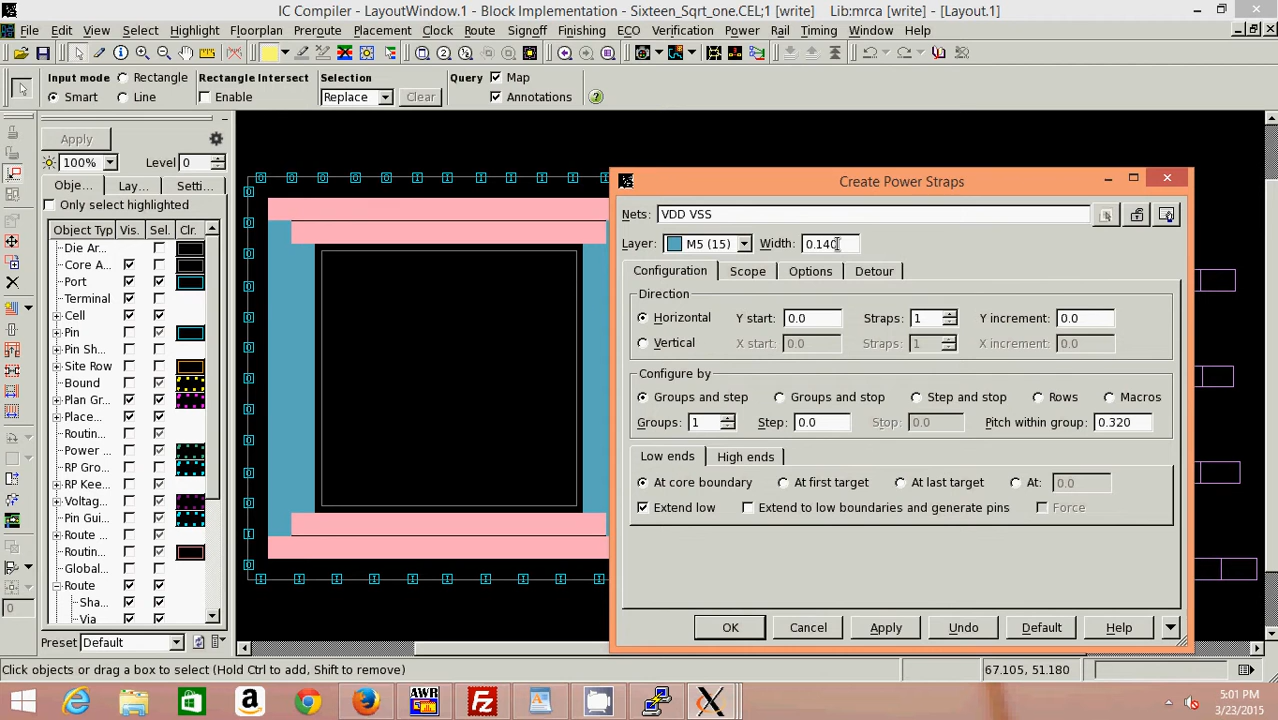 IC Compiler - LayoutWindow.1 - Block Implementation - Sixteen_Sqrt_one.CEL;1 [write]   Lib:mrca [write] - [Layout.1]
File Edit View Select Highlight Floorplan Preroute Placement Clock Route Signoff Finishing ECO Verification Power Rail Timing Window Help
Input mode Rectangle Rectangle Intersect Selection Query Map
Smart Line Enable Replace Clear Annotations
Apply
100% Level 0
Obje... Lay... Setti...
Only select highlighted
Object Typ Vis. Sel. Clr.
Die Ar...
Core A...
Port
Terminal
Cell
Pin
Pin Sh...
Site Row
Bound
Plan Gr...
Place...
Routin...
Power ...
RP Gro...
RP Kee...
Voltag...
Pin Gui...
Route ...
Routin...
Global...
Route
Sha...
Via
Preset Default
0
Create Power Straps
Nets: VDD VSS
Layer: M5 (15) Width: 0.140
Configuration Scope Options Detour
Direction
Horizontal Y start: 0.0 Straps: 1 Y increment: 0.0
Vertical X start: 0.0 Straps: 1 X increment: 0.0
Configure by
Groups and step Groups and stop Step and stop Rows Macros
Groups: 1 Step: 0.0 Stop: 0.0 Pitch within group: 0.320
Low ends High ends
At core boundary At first target At last target At: 0.0
Extend low Extend to low boundaries and generate pins Force
OK Cancel Apply Undo Default Help
Click objects or drag a box to select (Hold Ctrl to add, Shift to remove) 67.105, 51.180
AWR
5:01 PM
3/23/2015